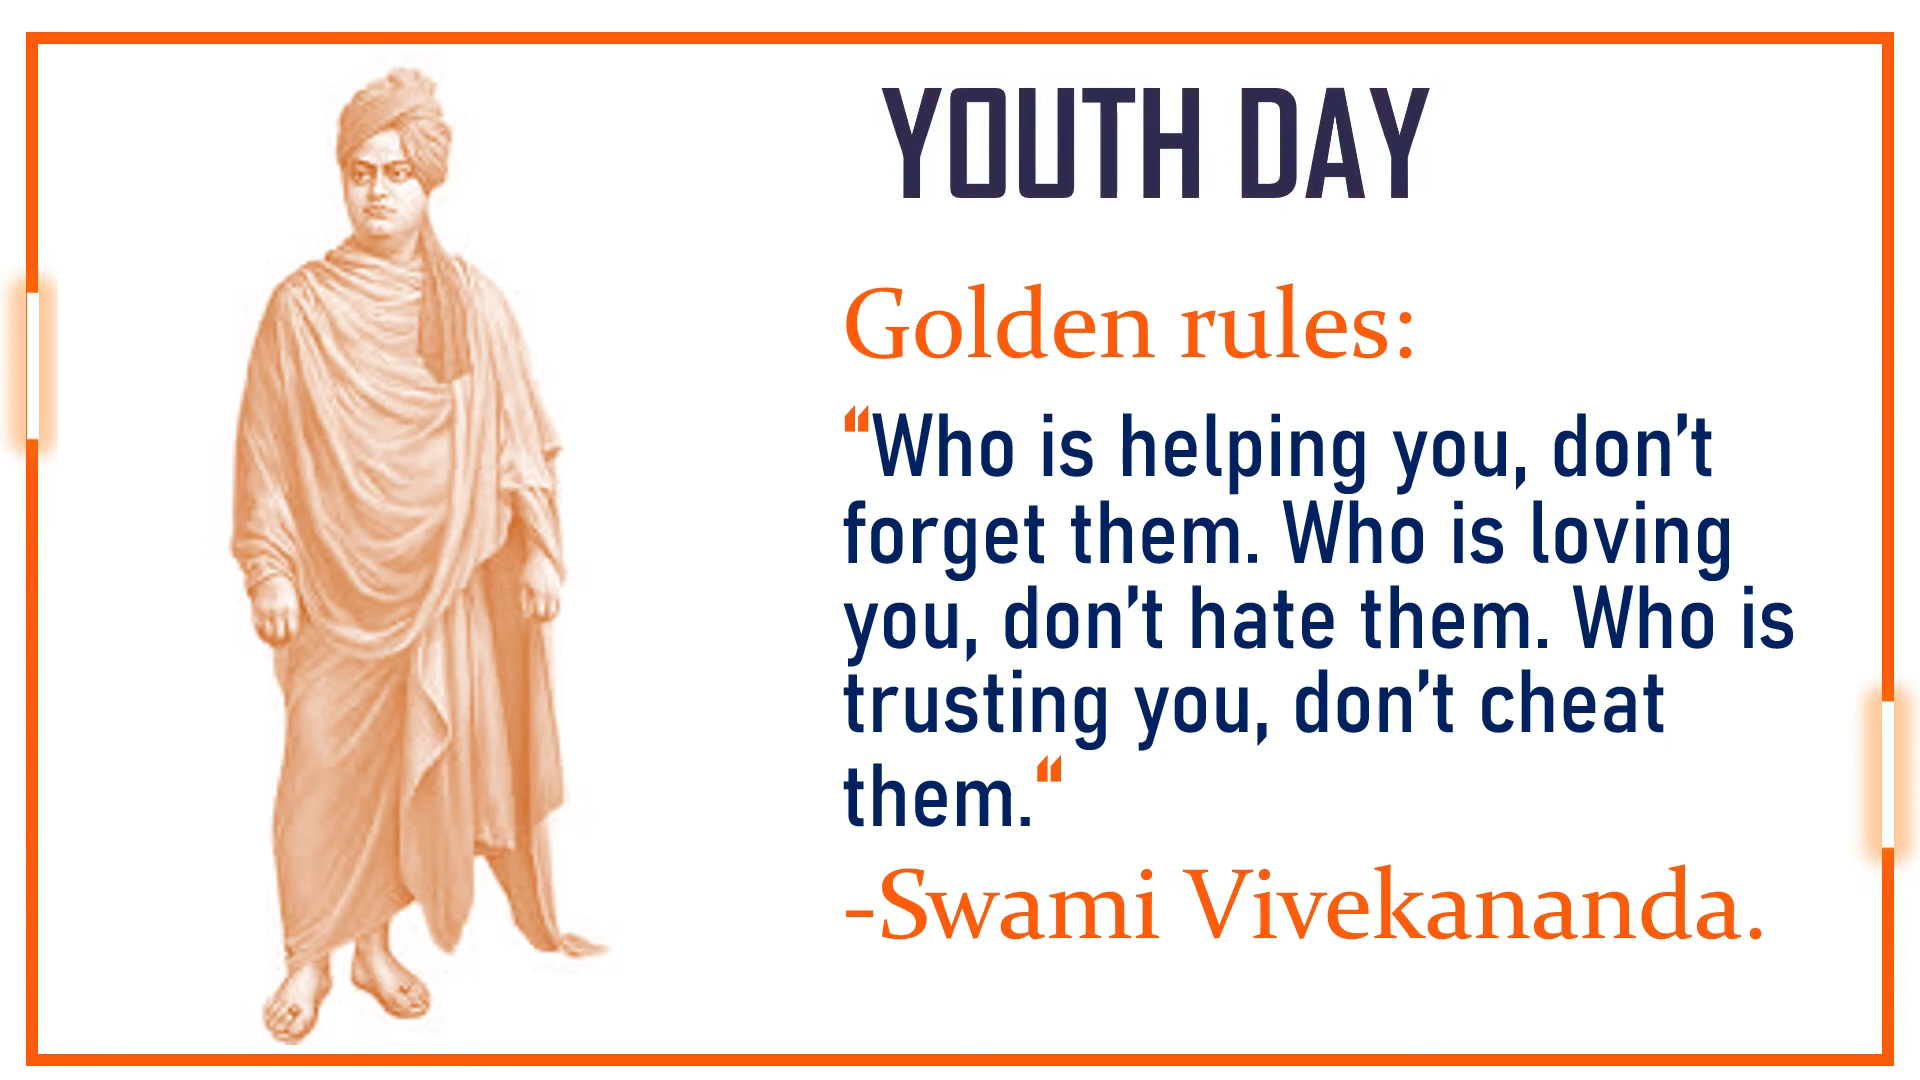 YOUTH DAY
Golden rules:
“Who is helping you, don’t
forget them. Who is loving
you, don’t hate them. Who is
trusting you, don’t cheat
them.“
-Swami Vivekananda.